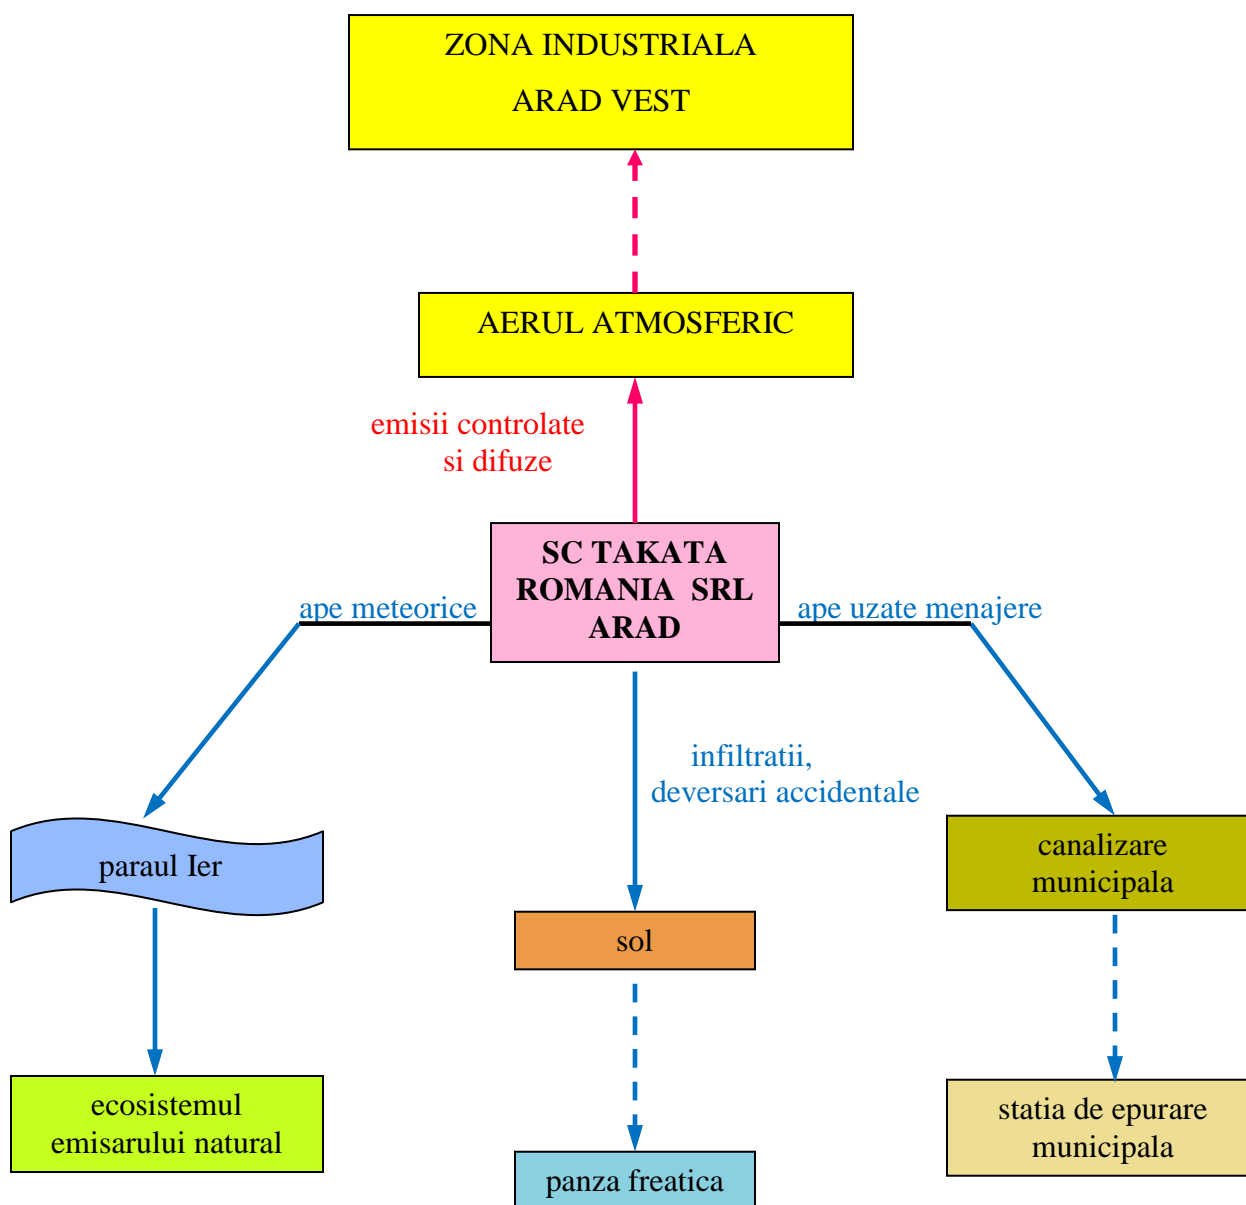 ZONA INDUSTRIALA
ARAD VEST
AERUL ATMOSFERIC
emisii controlate
si difuze
SC TAKATA
ROMANIA SRL
ARAD
ape meteorice
ape uzate menajere
infiltratii,
deversari accidentale
paraul Ier
canalizare
municipala
sol
ecosistemul
emisarului natural
statia de epurare
municipala
panza freatica